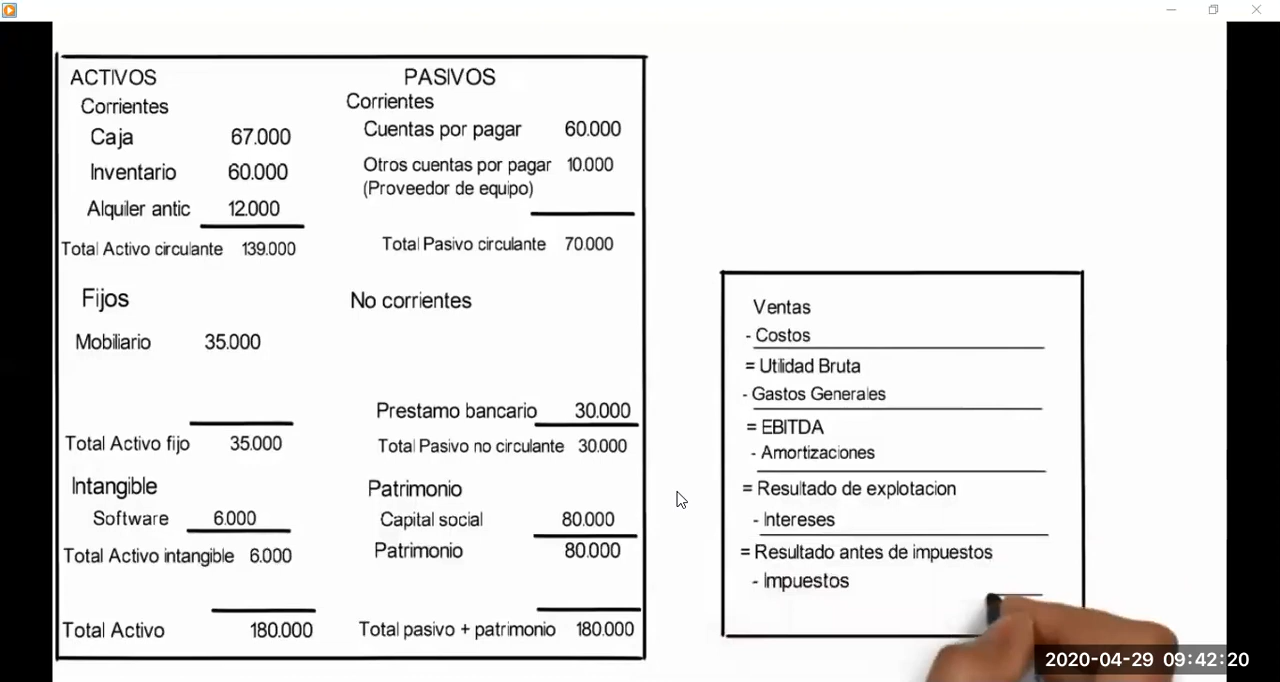 ACTIVOS
Corrientes
Caja 67.000
Inventario 60.000
Alquiler antic 12.000
Total Activo circulante 139.000
Fijos
Mobiliario 35.000
Total Activo fijo 35.000
Intangible
Software 6.000
Total Activo intangible 6.000
Total Activo 180.000
PASIVOS
Corrientes
Cuentas por pagar 60.000
Otros cuentas por pagar 10.000
(Proveedor de equipo)
Total Pasivo circulante 70.000
No corrientes
Prestamo bancario 30.000
Total Pasivo no circulante 30.000
Patrimonio
Capital social 80.000
Patrimonio 80.000
Total pasivo + patrimonio 180.000
Ventas
- Costos
= Utilidad Bruta
- Gastos Generales
= EBITDA
- Amortizaciones
= Resultado de explotacion
- Intereses
= Resultado antes de impuestos
- Impuestos
2020-04-29 09:42:20